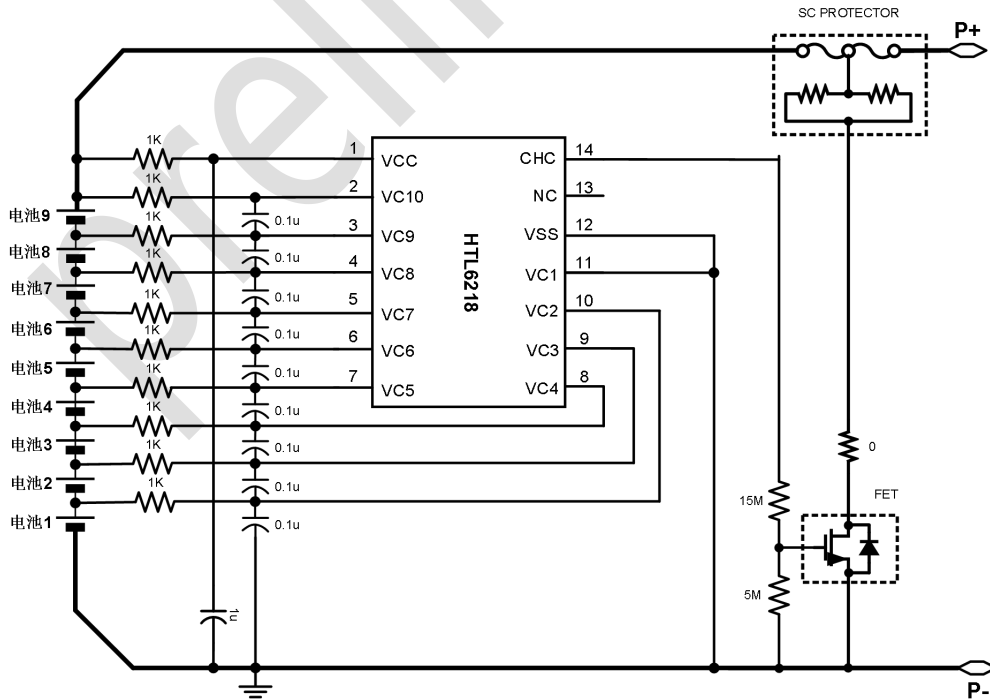 SC PROTECTOR
P+
1K
1 VCC
CHC 14
1K
2 VC10
NC 13
电池9
0.1u
1K
3 VC9
VSS 12
电池8
0.1u
1K
4 VC8
VC1 11
HTL6218
电池7
0.1u
1K
5 VC7
VC2 10
电池6
0.1u
1K
6 VC6
VC3 9
电池5
0.1u
1K
7 VC5
VC4 8
电池4
0.1u
1K
电池3
0.1u
1K
0
电池2
0.1u
1K
15M
FET
电池1
0.1u
5M
1u
P-
prelim